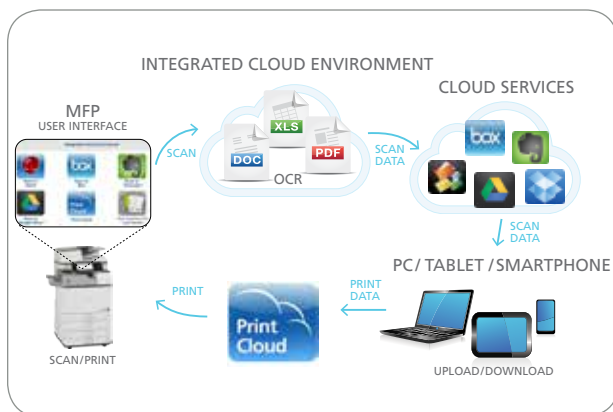 INTEGRATED CLOUD ENVIRONMENT
CLOUD SERVICES
MFP
USER INTERFACE
box
XLS
DOC
PDF
OCR
SCAN
SCAN
DATA
box
SCAN
DATA
PC/ TABLET /SMARTPHONE
PRINT
DATA
PRINT
Print
Cloud
SCAN/PRINT
UPLOAD/DOWNLOAD